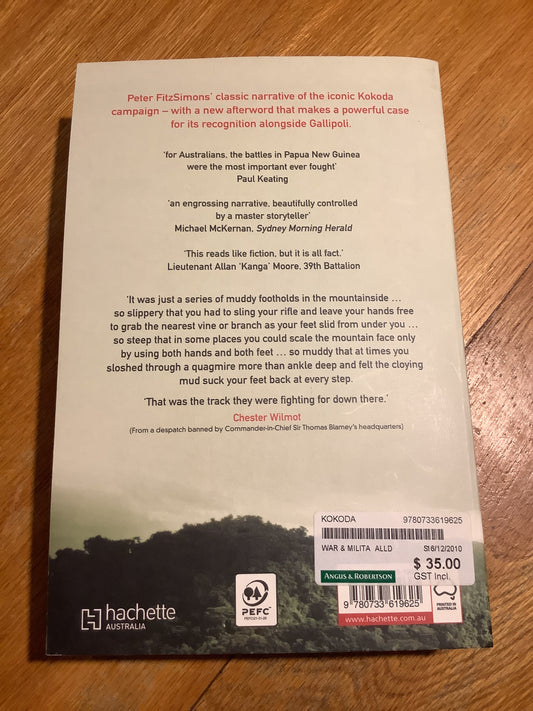 Peter FitzSimons' classic narrative of the iconic Kokoda
campaign – with a new afterword that makes a powerful case
for its recognition alongside Gallipoli.
'for Australians, the battles in Papua New Guinea
were the most important ever fought'
Paul Keating
'an engrossing narrative, beautifully controlled
by a master storyteller'
Michael McKernan, Sydney Morning Herald
'This reads like fiction, but it is all fact.'
Lieutenant Allan 'Kanga' Moore, 39th Battalion
'It was just a series of muddy footholds in the mountainside …
so slippery that you had to sling your rifle and leave your hands free
to grab the nearest vine or branch as your feet slid from under you …
so steep that in some places you could scale the mountain face only
by using both hands and both feet … so muddy that at times you
sloshed through a quagmire more than ankle deep and felt the cloying
mud suck your feet back at every step.
'That was the track they were fighting for down there.'
Chester Wilmot
(From a despatch banned by Commander-in-Chief Sir Thomas Blamey's headquarters)
KOKODA 9780733619625
WAR & MILITA ALLD St6/12/2010
$ 35.00
ANGUS & ROBERTSON GST Incl.
hachette
AUSTRALIA
PEFC
PEFC/21-31-28
9 780733 619625
www.hachette.com.au
PRINTED IN
AUSTRALIA